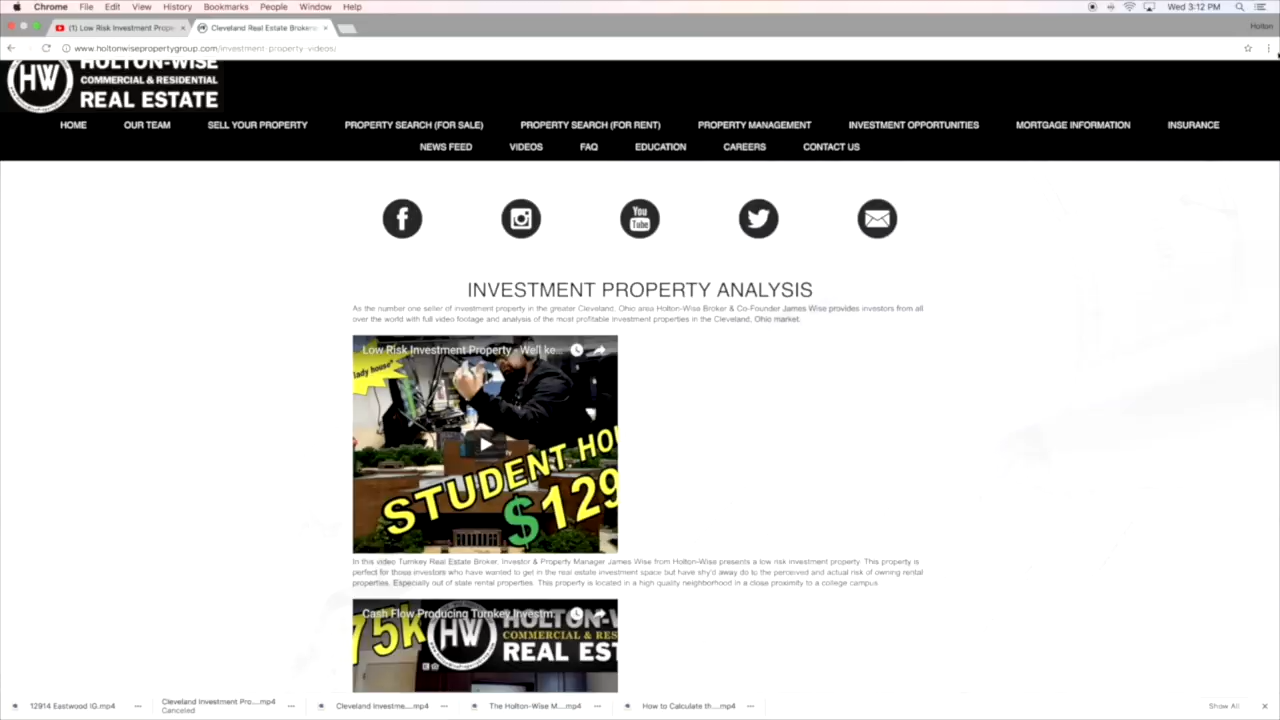 Chrome File Edit View History Bookmarks People Window Help Wed 3:12 PM
(1) Low Risk Investment Prope Cleveland Real Estate Brokers Holton
www.holtonwisepropertygroup.com/investment-property-videos/
HW HOLTON-WISE
COMMERCIAL & RESIDENTIAL
REAL ESTATE
HOME OUR TEAM SELL YOUR PROPERTY PROPERTY SEARCH (FOR SALE) PROPERTY SEARCH (FOR RENT) PROPERTY MANAGEMENT INVESTMENT OPPORTUNITIES MORTGAGE INFORMATION INSURANCE
NEWS FEED VIDEOS FAQ EDUCATION CAREERS CONTACT US
You
Tube
INVESTMENT PROPERTY ANALYSIS
As the number one seller of investment property in the greater Cleveland, Ohio area Holton-Wise Broker & Co-Founder James Wise provides investors from all
over the world with full video footage and analysis of the most profitable investment properties in the Cleveland, Ohio market.
Low Risk Investment Property - Well ke...
lady house"
STUDENT HOU
$129
In this video Turnkey Real Estate Broker, Investor & Property Manager James Wise from Holton-Wise presents a low risk investment property. This property is
perfect for those investors who have wanted to get in the real estate investment space but have shy'd away do to the perceived and actual risk of owning rental
properties. Especially out of state rental properties. This property is located in a high quality neighborhood in a close proximity to a college campus.
Cash Flow Producing Turnkey Investm...
75k HW HOLTON-W
COMMERCIAL & RES
REAL EST
12914 Eastwood IG.mp4 Cleveland Investment Pro....mp4 Cleveland Investme....mp4 The Holton-Wise M....mp4 How to Calculate th....mp4 Show All
Canceled